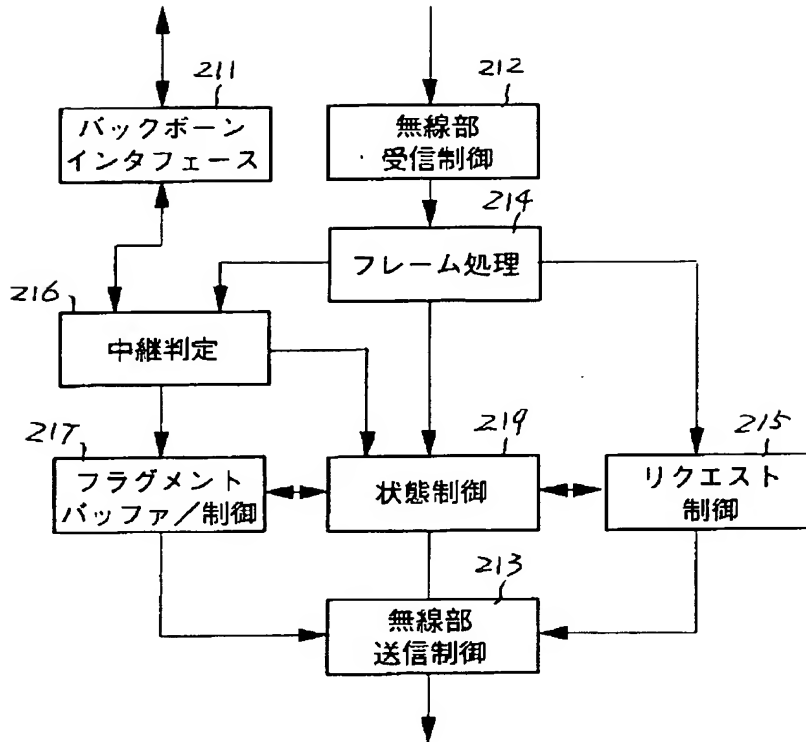 211
バックボーン
インタフェース
212
無線部
受信制御
214
フレーム処理
216
中継判定
217
フラグメント
バッファ/制御
219
状態制御
215
リクエスト
制御
213
無線部
送信制御